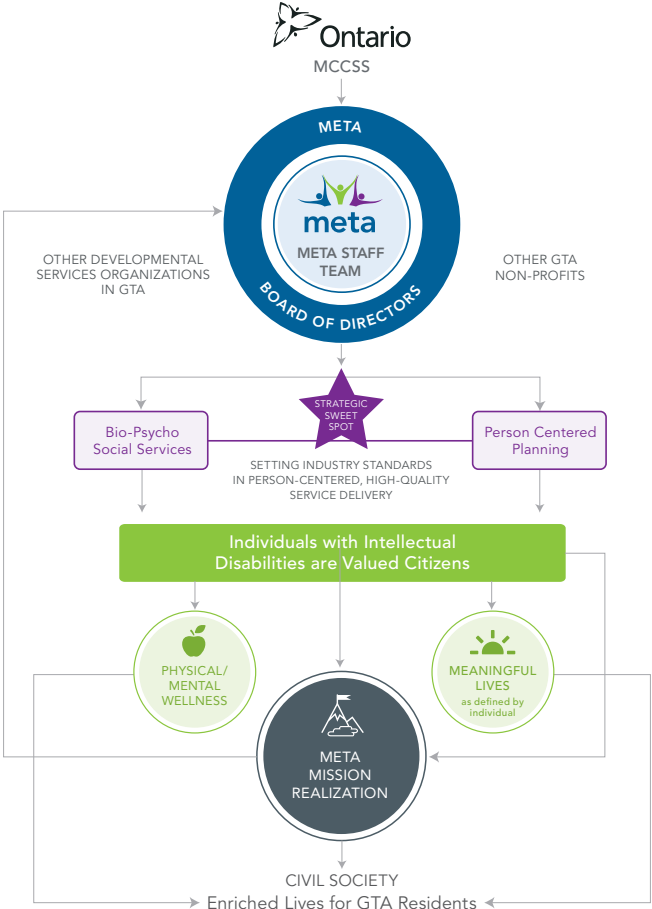 Ontario
MCCSS
META
meta
META STAFF
TEAM
BOARD OF DIRECTORS
OTHER DEVELOPMENTAL
SERVICES ORGANIZATIONS
IN GTA
OTHER GTA
NON-PROFITS
STRATEGIC
SWEET
SPOT
Bio-Psycho
Social Services
Person Centered
Planning
SETTING INDUSTRY STANDARDS
IN PERSON-CENTERED, HIGH-QUALITY
SERVICE DELIVERY
Individuals with Intellectual
Disabilities are Valued Citizens
PHYSICAL/
MENTAL
WELLNESS
MEANINGFUL
LIVES
as defined by
individual
META
MISSION
REALIZATION
CIVIL SOCIETY
Enriched Lives for GTA Residents